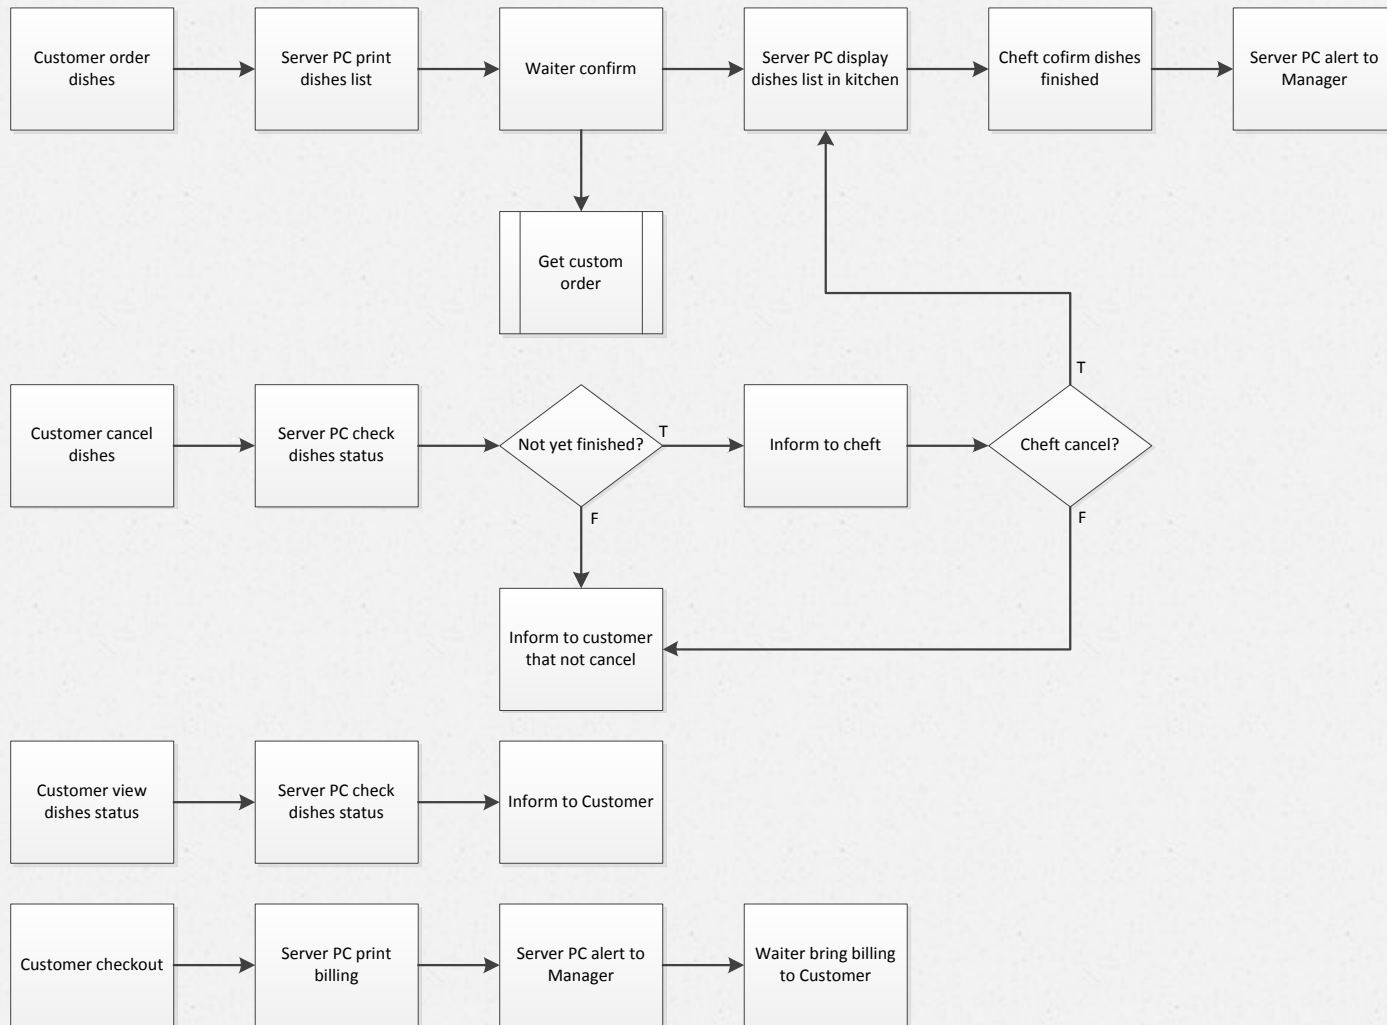 Customer order
dishes
Server PC print
dishes list
Waiter confirm
Server PC display
dishes list in kitchen
Cheft cofirm dishes
finished
Server PC alert to
Manager
Get custom
order
T
Customer cancel
dishes
Server PC check
dishes status
Not yet finished?
T
Inform to cheft
Cheft cancel?
F
F
Inform to customer
that not cancel
Customer view
dishes status
Server PC check
dishes status
Inform to Customer
Customer checkout
Server PC print
billing
Server PC alert to
Manager
Waiter bring billing
to Customer